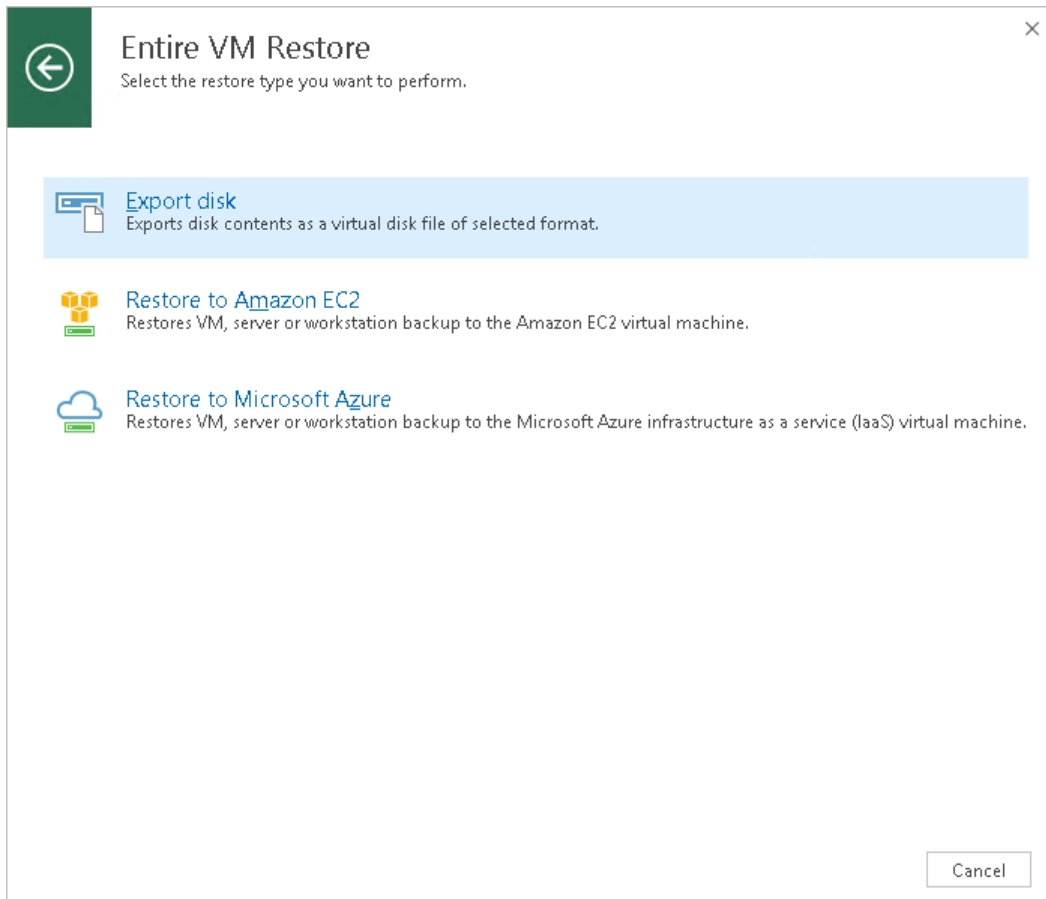 Entire VM Restore
Select the restore type you want to perform.
Export disk
Exports disk contents as a virtual disk file of selected format.
Restore to Amazon EC2
Restores VM, server or workstation backup to the Amazon EC2 virtual machine.
Restore to Microsoft Azure
Restores VM, server or workstation backup to the Microsoft Azure infrastructure as a service (IaaS) virtual machine.
Cancel